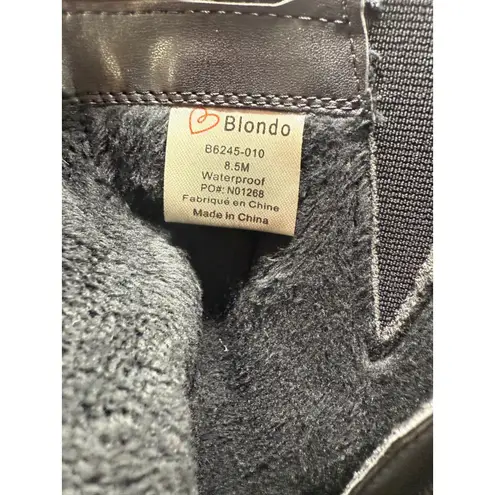 Blondo
B6245-010
8.5M
Waterproof
PO#: N01268
Fabriqué en Chine
Made in China